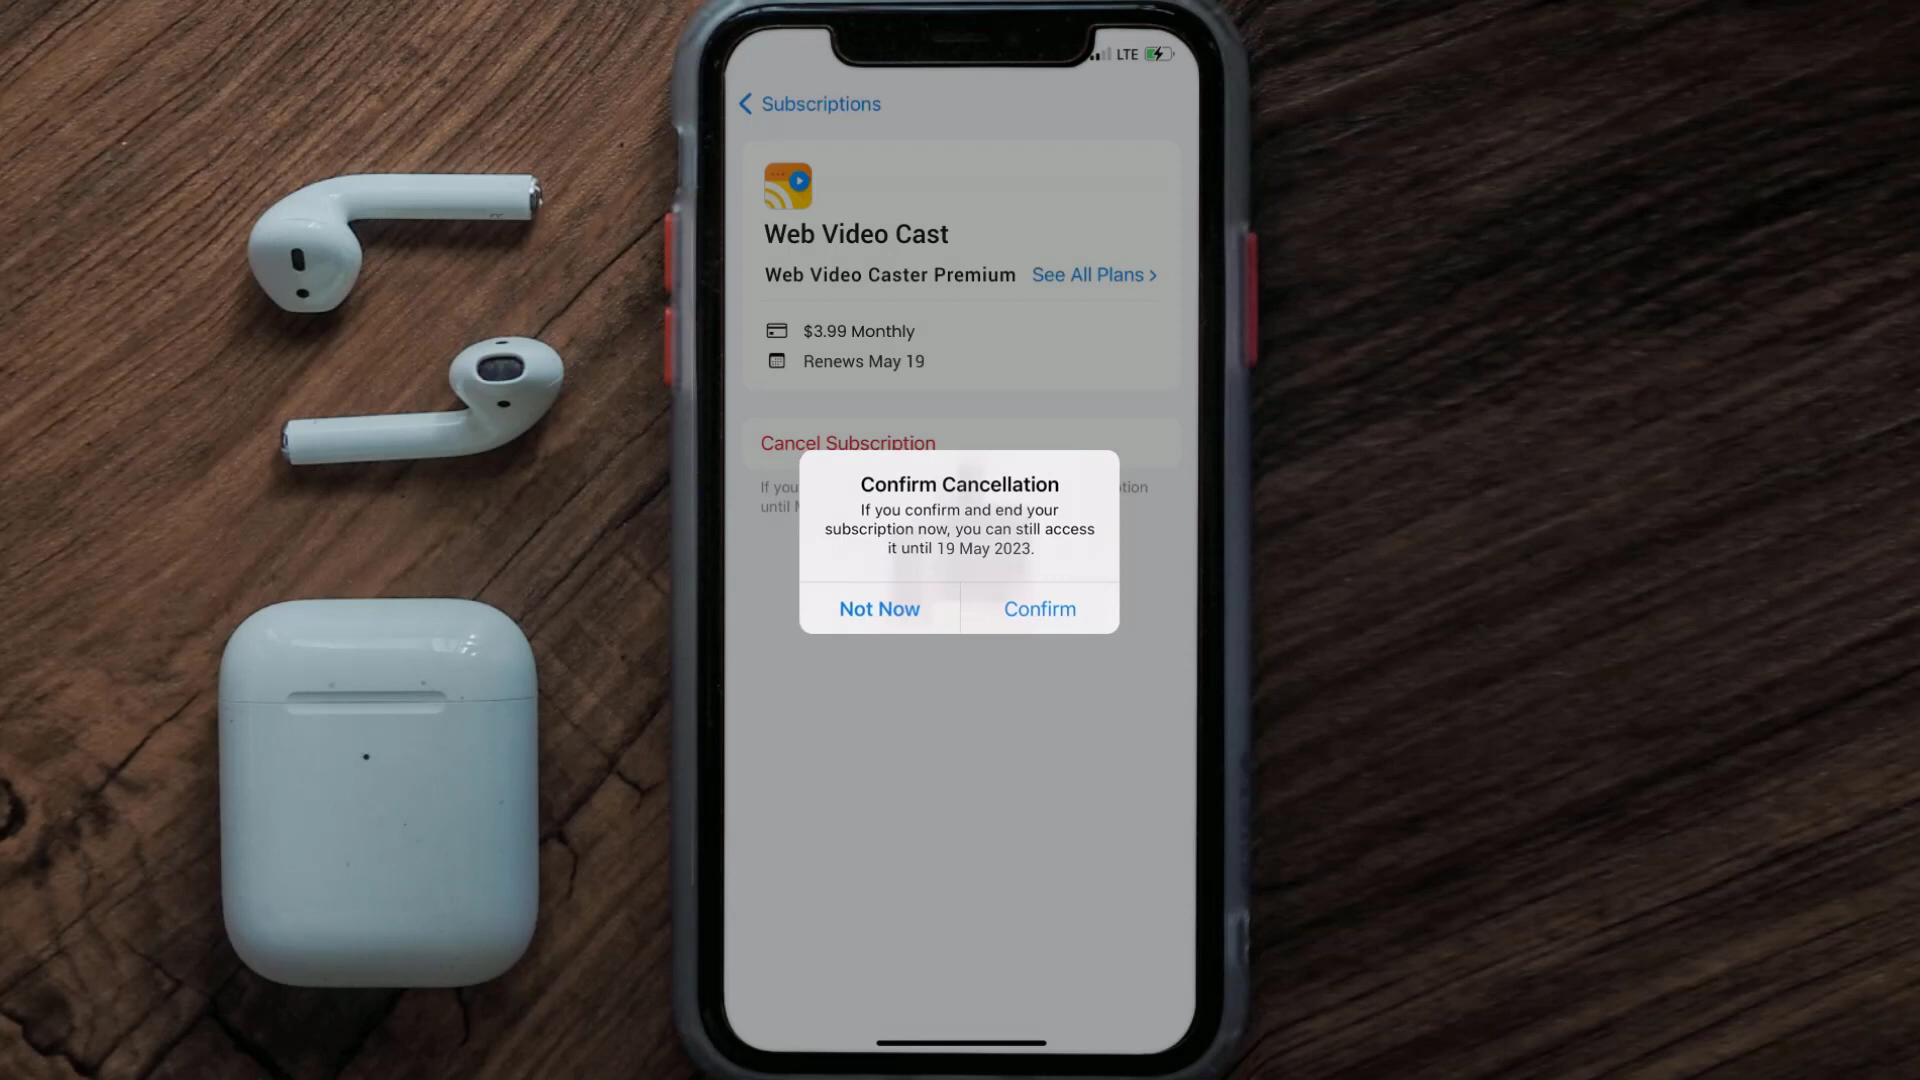 LTE
Subscriptions
Web Video Cast
Web Video Caster Premium See All Plans
$3.99 Monthly
Renews May 19
Cancel Subscription
If you
until
Confirm Cancellation
If you confirm and end your
subscription now, you can still access
it until 19 May 2023.
Not Now Confirm